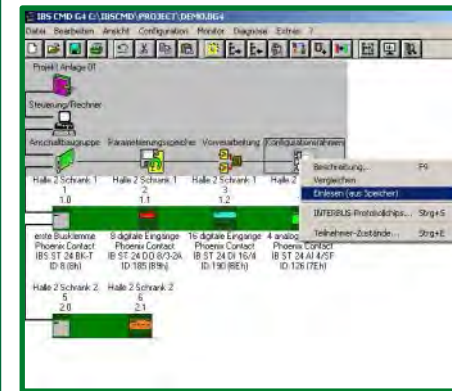 IBS CMD G4 C:\IBSCMD\PROJECT\DEMO.BG4
Datei Bearbeiten Ansicht Configuration Monitor Diagnose Extras ?
Projekt Anlage 01
Steuerung/Rechner
Anschaltbaugruppe Parametrierungsspeicher Vorverarbeitung Konfigurationsrahmen
Halle 2 Schrank 1 Halle 2 Schrank 1 Halle 2 Schrank 1 Halle 2
1 2 3
1.0 1.1 1.2
Beschreibung... F9
Vergleichen
Einlesen (aus Speicher)
INTERBUS-Protokollchips... Strg+S
Teilnehmer-Zustände... Strg+E
erste Busklemme 8 digitale Eingänge 16 digitale Eingänge 4 analog
Phoenix Contact Phoenix Contact Phoenix Contact Phoenix Contact
IBS ST 24 BK-T IB ST 24 DO 8/3-2A IB ST 24 DI 16/4 IB ST 24 AI 4/SF
ID: 8 (8h) ID: 185 (B9h) ID: 190 (BEh) ID: 126 (7Eh)
Halle 2 Schrank 2 Halle 2 Schrank 2
5 6
2.0 2.1